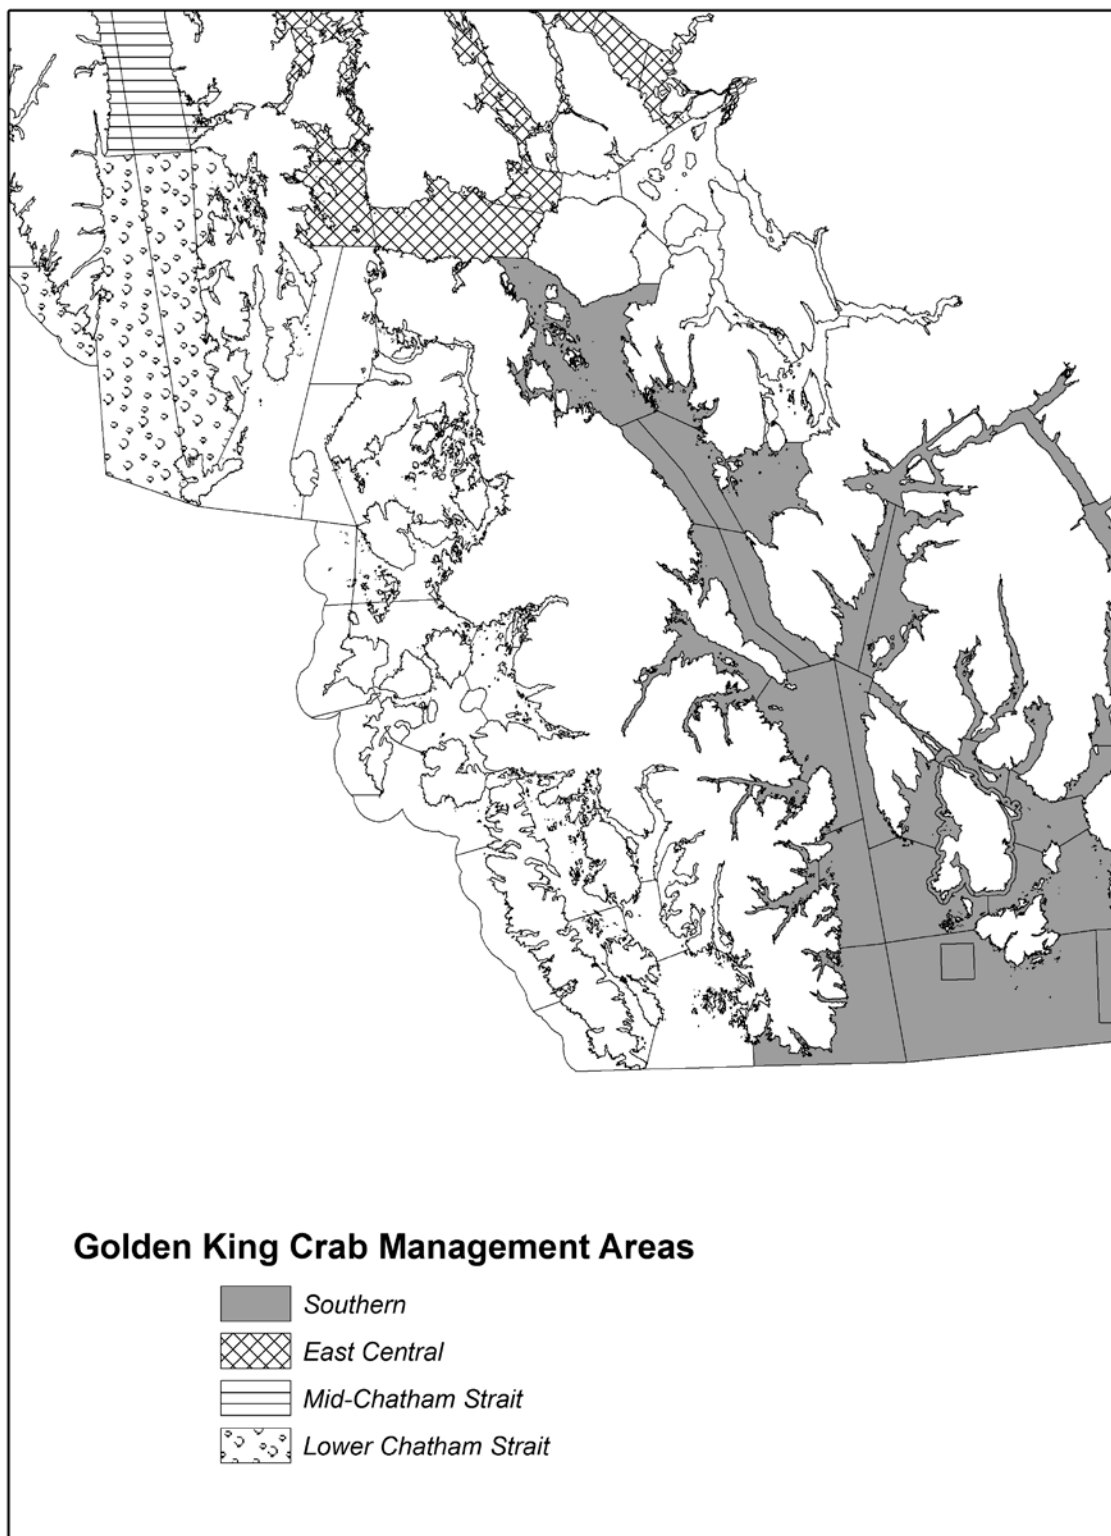 Golden King Crab Management Areas
Southern
East Central
Mid-Chatham Strait
Lower Chatham Strait